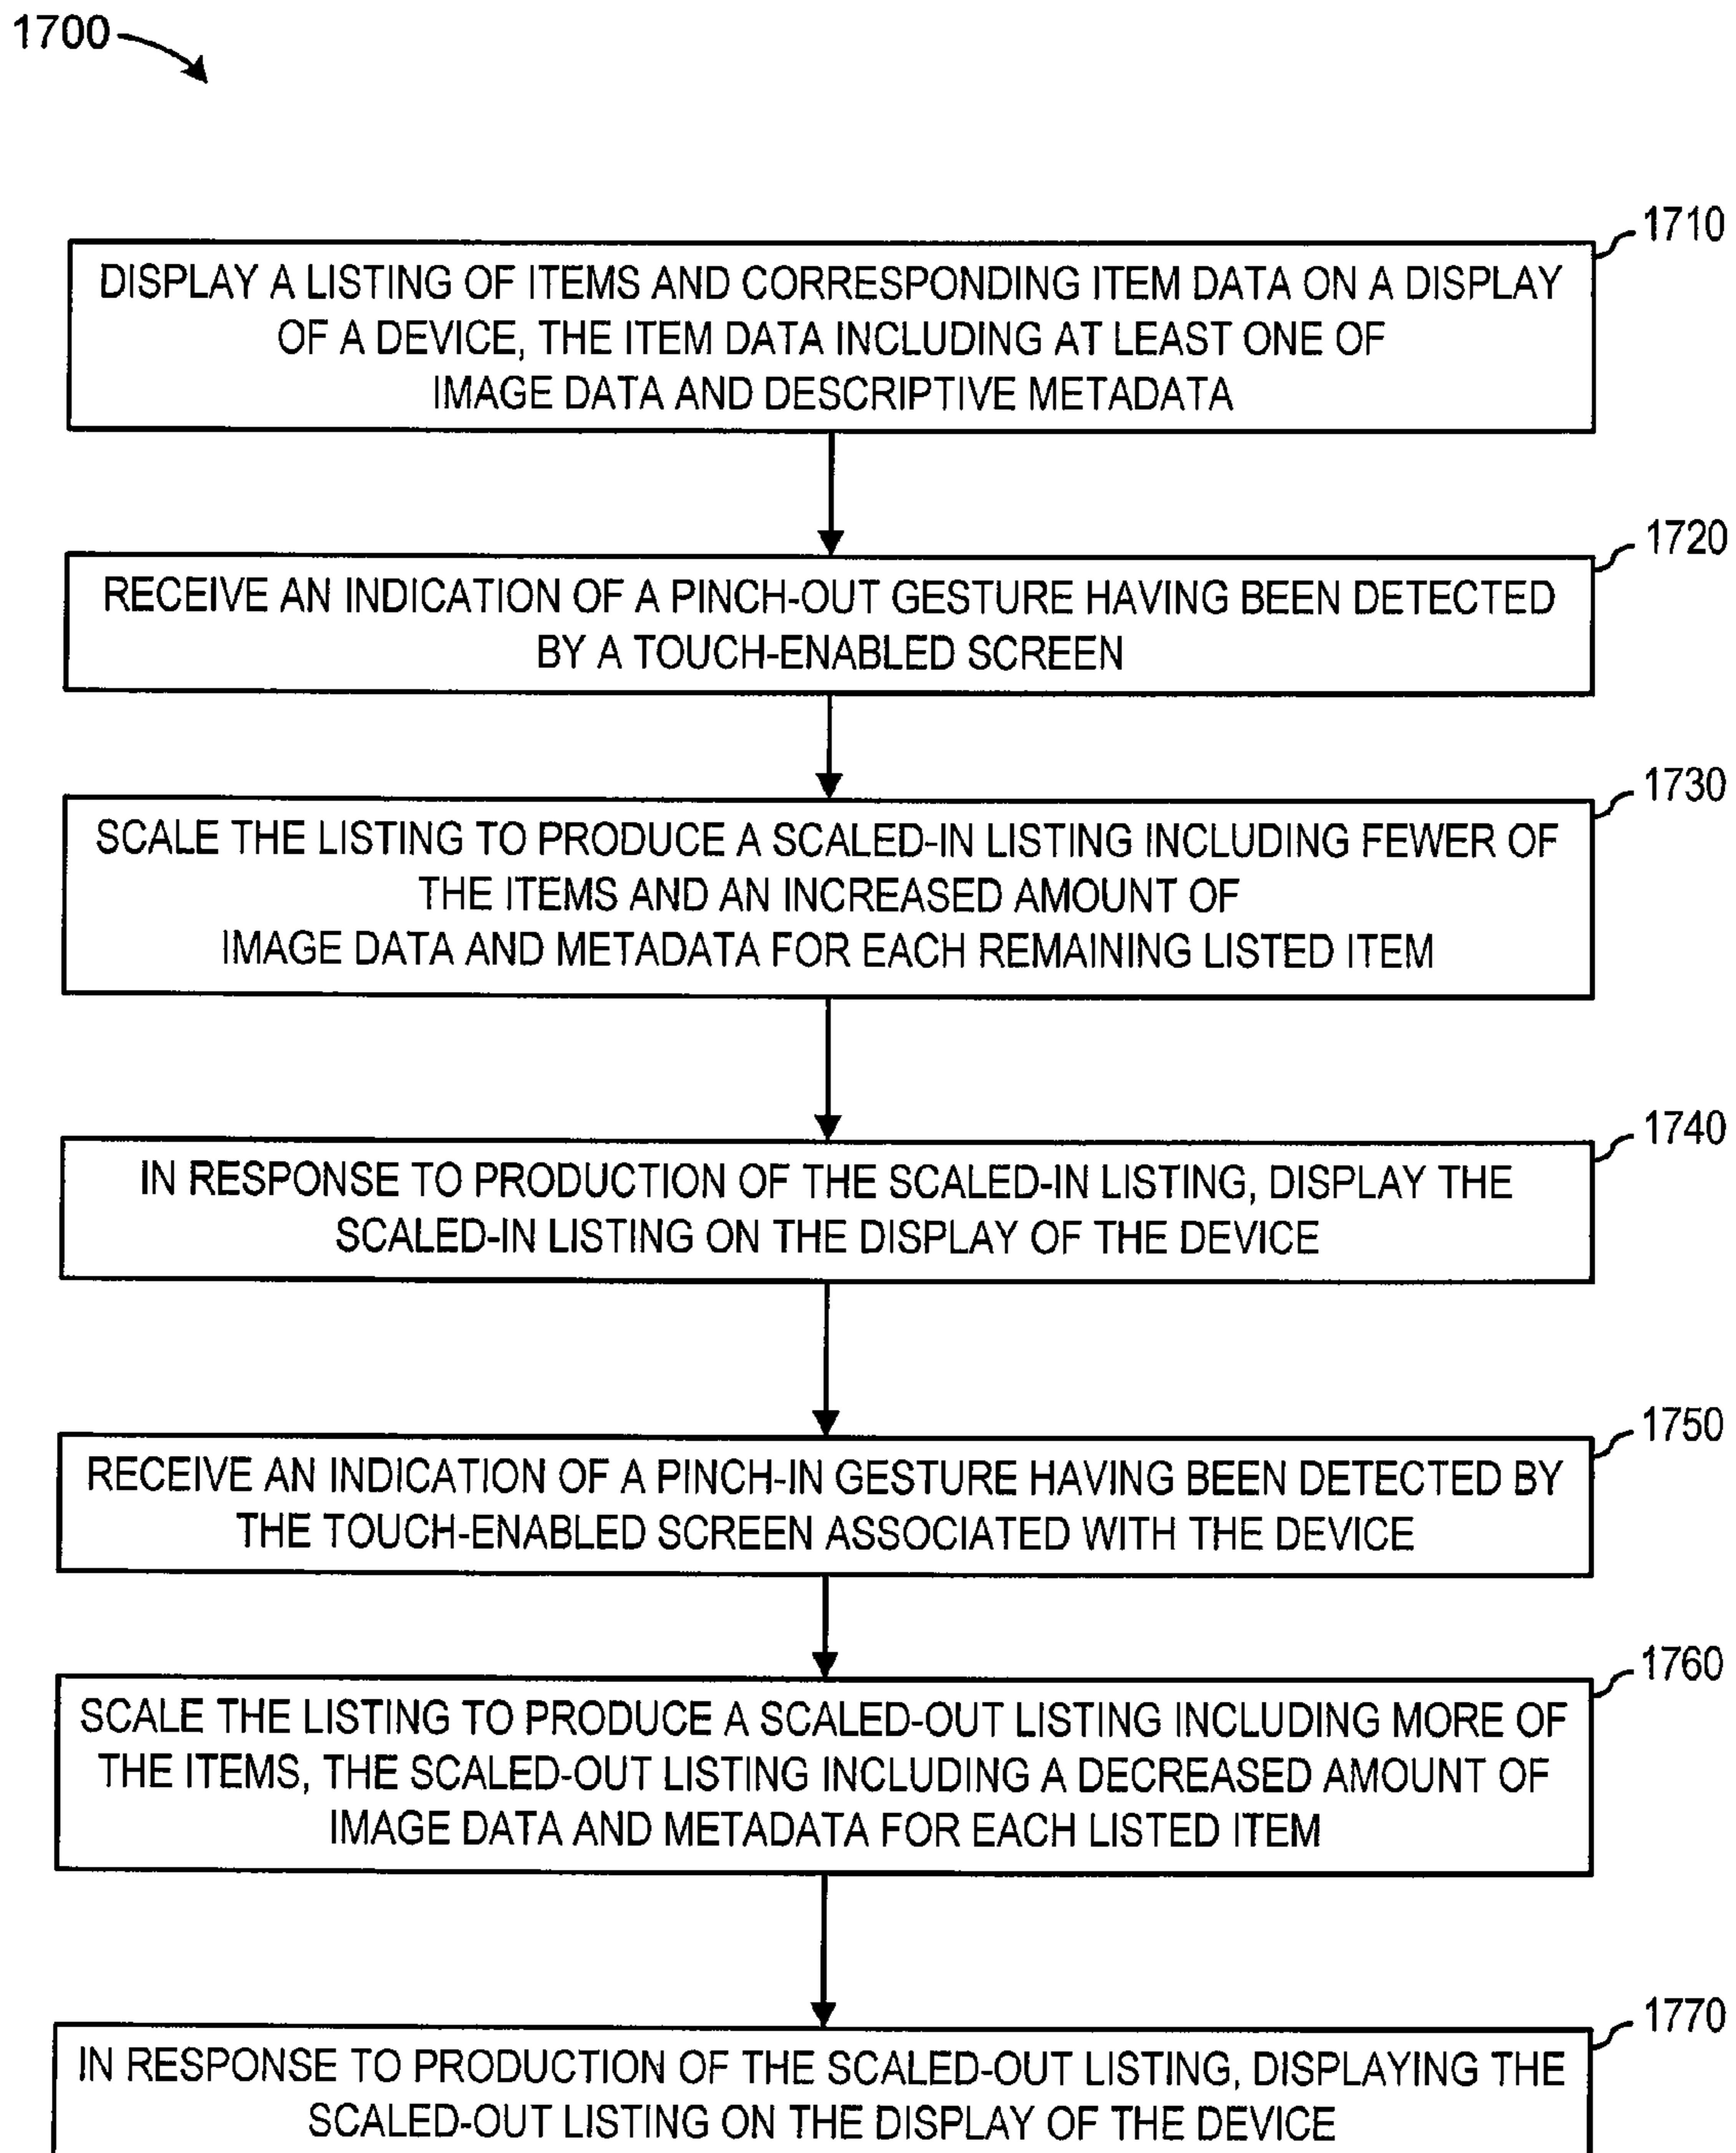 1700
1710
DISPLAY A LISTING OF ITEMS AND CORRESPONDING ITEM DATA ON A DISPLAY
OF A DEVICE, THE ITEM DATA INCLUDING AT LEAST ONE OF
IMAGE DATA AND DESCRIPTIVE METADATA
1720
RECEIVE AN INDICATION OF A PINCH-OUT GESTURE HAVING BEEN DETECTED
BY A TOUCH-ENABLED SCREEN
1730
SCALE THE LISTING TO PRODUCE A SCALED-IN LISTING INCLUDING FEWER OF
THE ITEMS AND AN INCREASED AMOUNT OF
IMAGE DATA AND METADATA FOR EACH REMAINING LISTED ITEM
1740
IN RESPONSE TO PRODUCTION OF THE SCALED-IN LISTING, DISPLAY THE
SCALED-IN LISTING ON THE DISPLAY OF THE DEVICE
1750
RECEIVE AN INDICATION OF A PINCH-IN GESTURE HAVING BEEN DETECTED BY
THE TOUCH-ENABLED SCREEN ASSOCIATED WITH THE DEVICE
1760
SCALE THE LISTING TO PRODUCE A SCALED-OUT LISTING INCLUDING MORE OF
THE ITEMS, THE SCALED-OUT LISTING INCLUDING A DECREASED AMOUNT OF
IMAGE DATA AND METADATA FOR EACH LISTED ITEM
1770
IN RESPONSE TO PRODUCTION OF THE SCALED-OUT LISTING, DISPLAYING THE
SCALED-OUT LISTING ON THE DISPLAY OF THE DEVICE